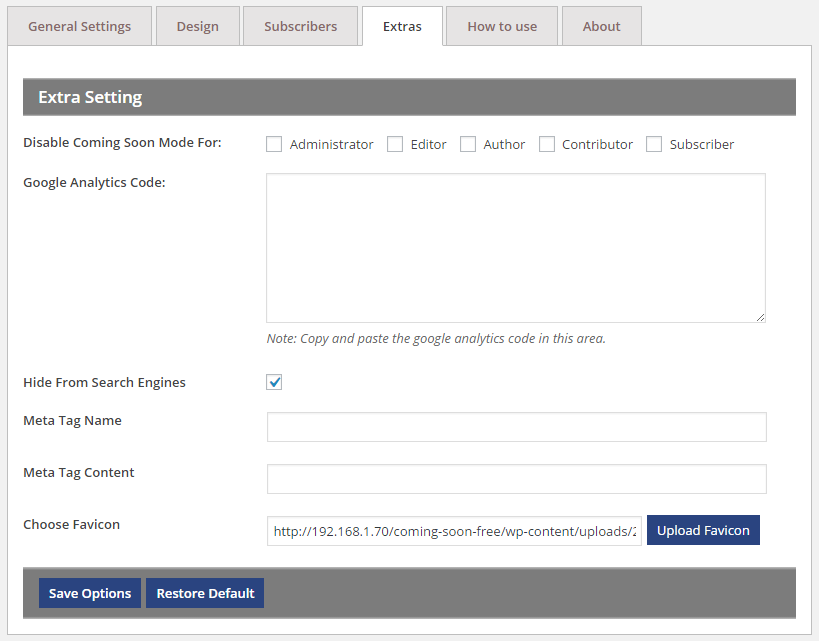 General Settings Design Subscribers Extras How to use About
Extra Setting
Disable Coming Soon Mode For: Administrator Editor Author Contributor Subscriber
Google Analytics Code:
Note: Copy and paste the google analytics code in this area.
Hide From Search Engines
Meta Tag Name
Meta Tag Content
Choose Favicon http://192.168.1.70/coming-soon-free/wp-content/uploads/2 Upload Favicon
Save Options Restore Default